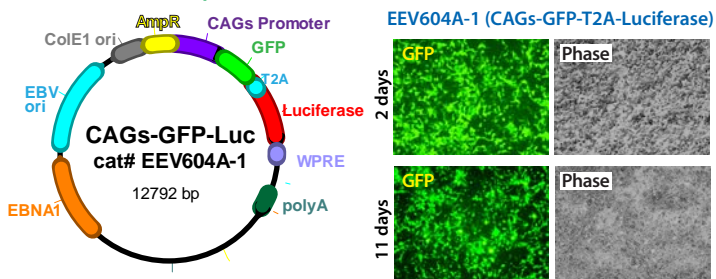 AmpR
ColE1 ori
CAGs Promoter
GFP
T2A
EBV
ori
Luciferase
CAGs-GFP-Luc
cat# EEV604A-1
12792 bp
WPRE
EBNA1
polyA
EEV604A-1 (CAGs-GFP-T2A-Luciferase)
2 days
GFP
Phase
11 days
GFP
Phase